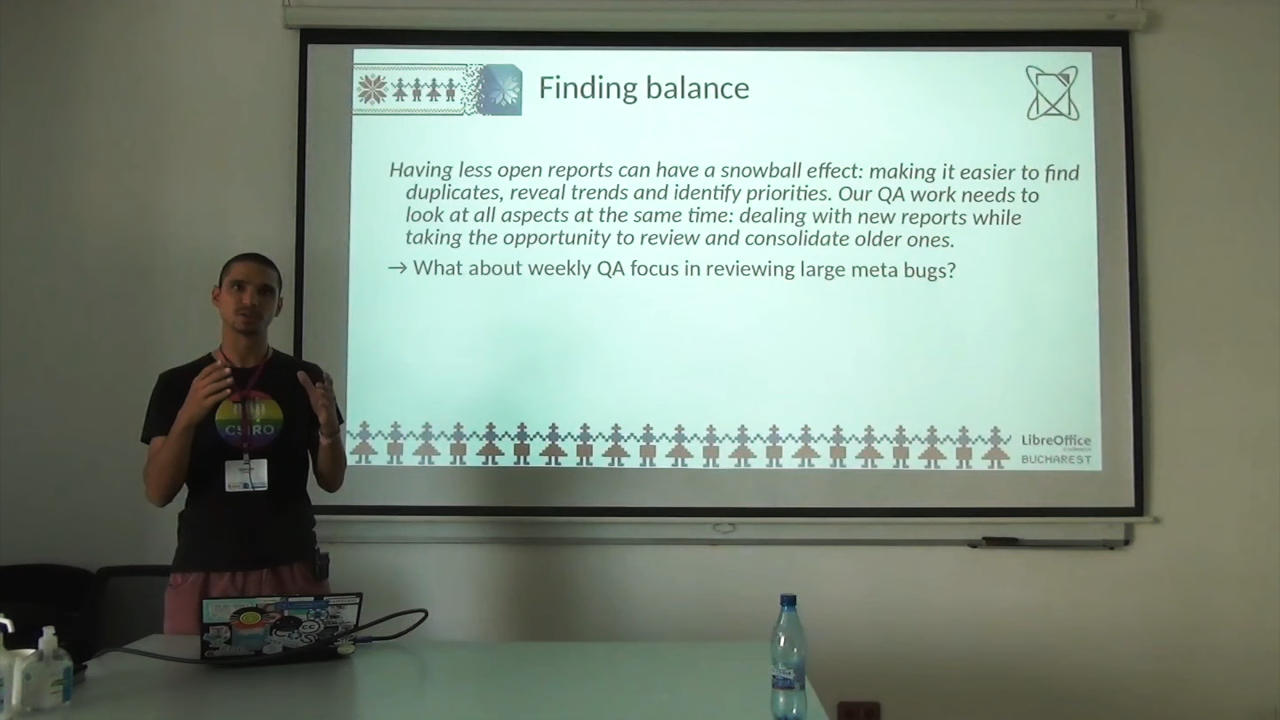 Finding balance
Having less open reports can have a snowball effect: making it easier to find
duplicates, reveal trends and identify priorities. Our QA work needs to
look at all aspects at the same time: dealing with new reports while
taking the opportunity to review and consolidate older ones.
→ What about weekly QA focus in reviewing large meta bugs?
CSIRO
LibreOffice
BUCHAREST